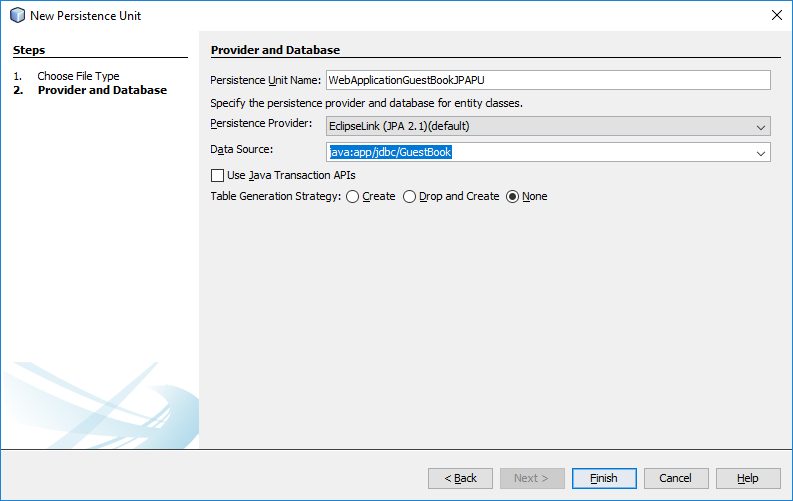 New Persistence Unit
Steps
1. Choose File Type
2. Provider and Database
Provider and Database
Persistence Unit Name: WebApplicationGuestBookJPAPU
Specify the persistence provider and database for entity classes.
Persistence Provider: EclipseLink (JPA 2.1)(default)
Data Source: java:app/jdbc/GuestBook
Use Java Transaction APIs
Table Generation Strategy: Create Drop and Create None
< Back Next > Finish Cancel Help